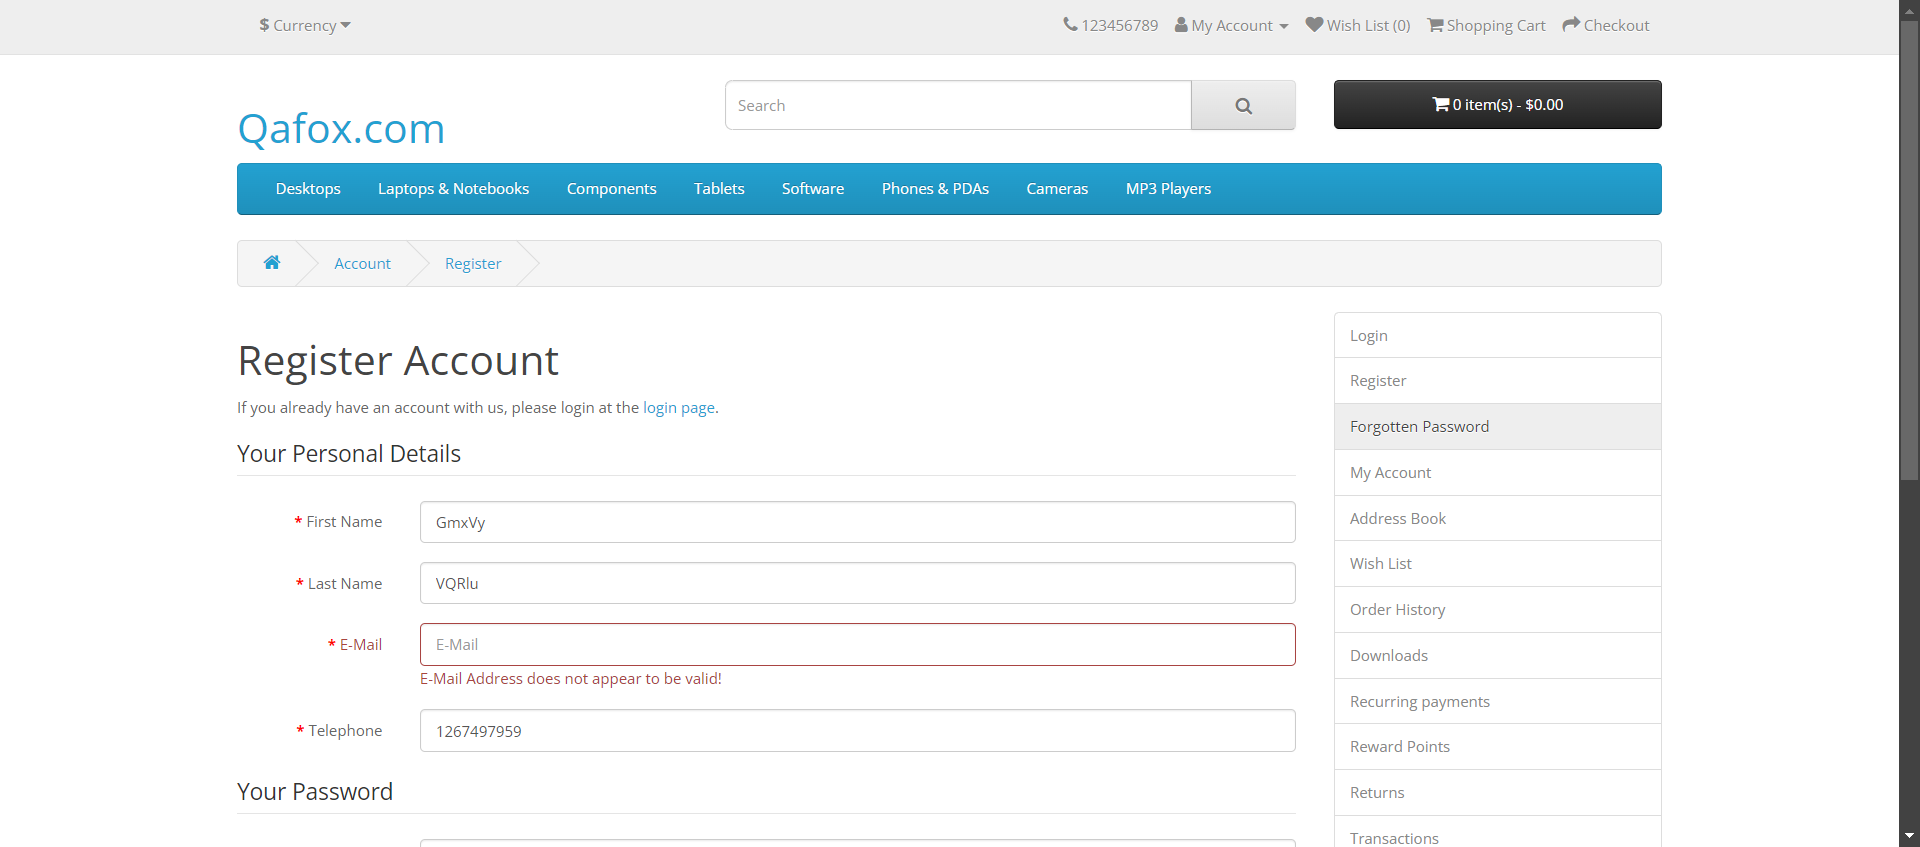 $ Currency
123456789 My Account Wish List (0) Shopping Cart Checkout
Qafox.com
Search
0 item(s) - $0.00
Desktops Laptops & Notebooks Components Tablets Software Phones & PDAs Cameras MP3 Players
Account Register
Register Account
If you already have an account with us, please login at the login page.
Your Personal Details
* First Name GmxVy
* Last Name VQRlu
* E-Mail E-Mail
E-Mail Address does not appear to be valid!
* Telephone 1267497959
Your Password
Login
Register
Forgotten Password
My Account
Address Book
Wish List
Order History
Downloads
Recurring payments
Reward Points
Returns
Transactions